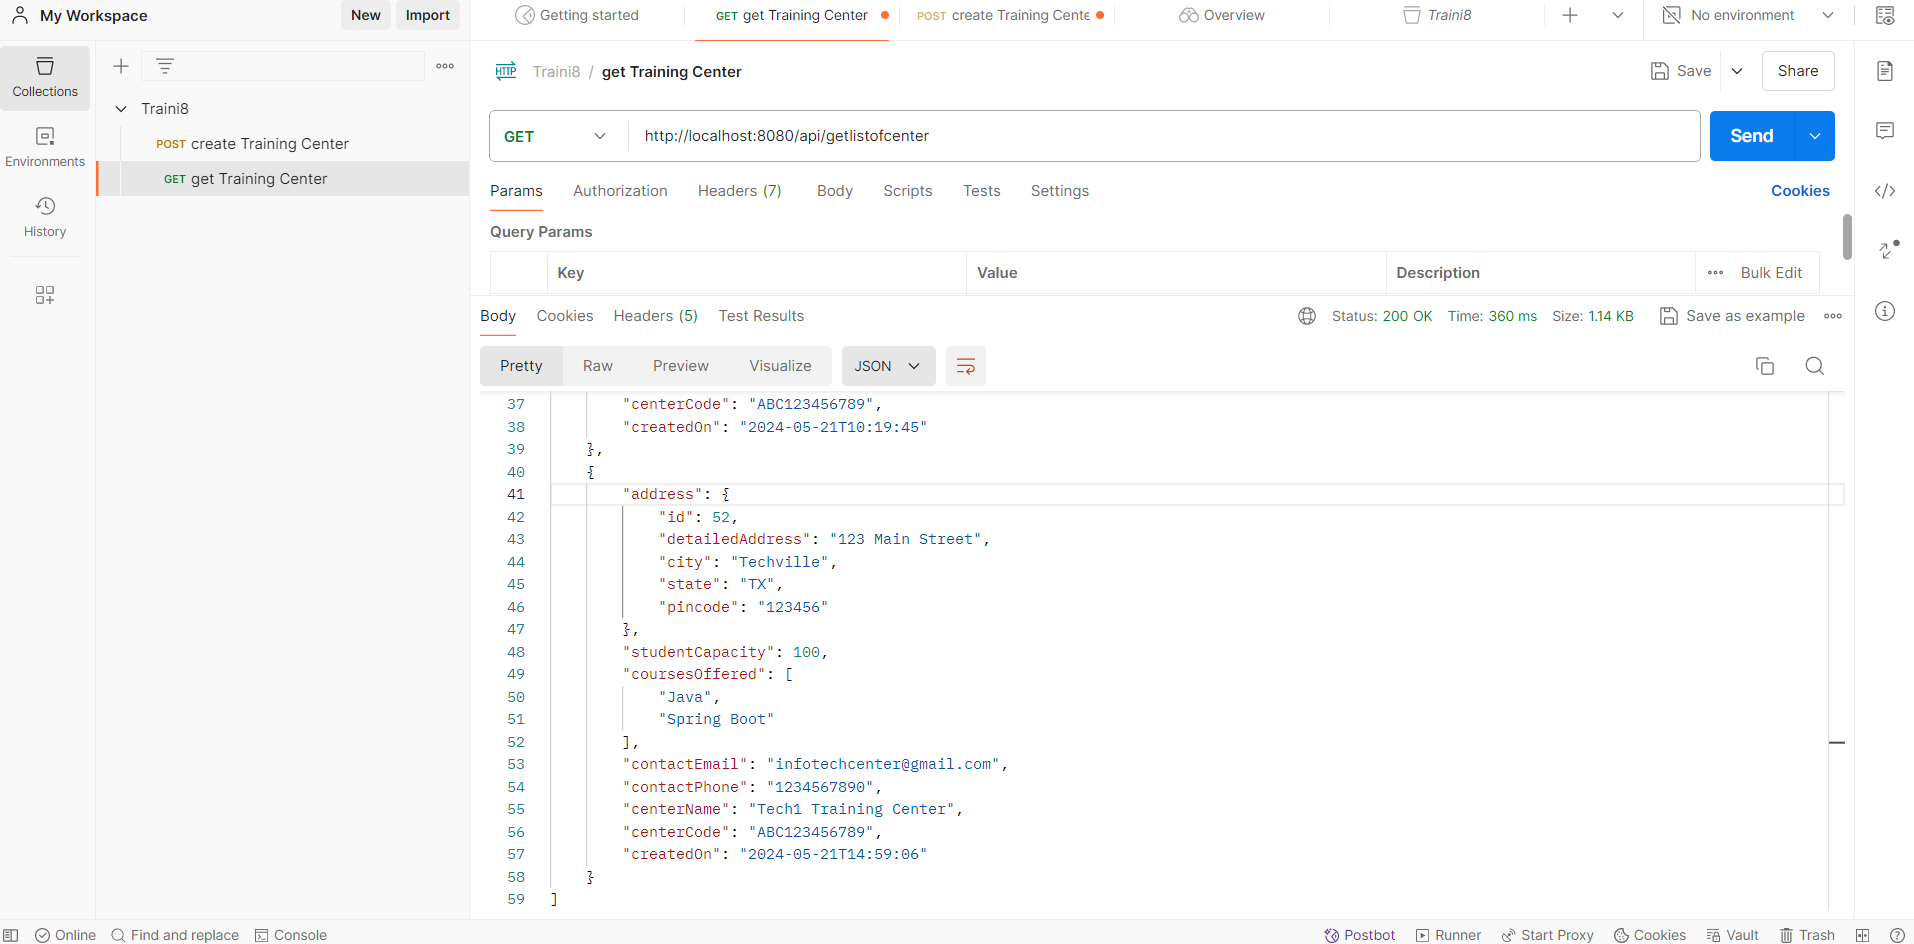 My Workspace New Import
Getting started GET get Training Center POST create Training Cente Overview Traini8 No environment
Collections
Environments
History
Traini8
POST create Training Center
GET get Training Center
HTTP Traini8 / get Training Center Save Share
GET http://localhost:8080/api/getlistofcenter Send
Params Authorization Headers (7) Body Scripts Tests Settings Cookies
Query Params
Key Value Description Bulk Edit
Body Cookies Headers (5) Test Results Status: 200 OK Time: 360 ms Size: 1.14 KB Save as example
Pretty Raw Preview Visualize JSON
37 "centerCode": "ABC123456789",
38 "createdOn": "2024-05-21T10:19:45"
39 },
40 {
41 "address": {
42 "id": 52,
43 "detailedAddress": "123 Main Street",
44 "city": "Techville",
45 "state": "TX",
46 "pincode": "123456"
47 },
48 "studentCapacity": 100,
49 "coursesOffered": [
50 "Java",
51 "Spring Boot"
52 ],
53 "contactEmail": "infotechcenter@gmail.com",
54 "contactPhone": "1234567890",
55 "centerName": "Tech1 Training Center",
56 "centerCode": "ABC123456789",
57 "createdOn": "2024-05-21T14:59:06"
58 }
59 ]
Online Find and replace Console Postbot Runner Start Proxy Cookies Vault Trash